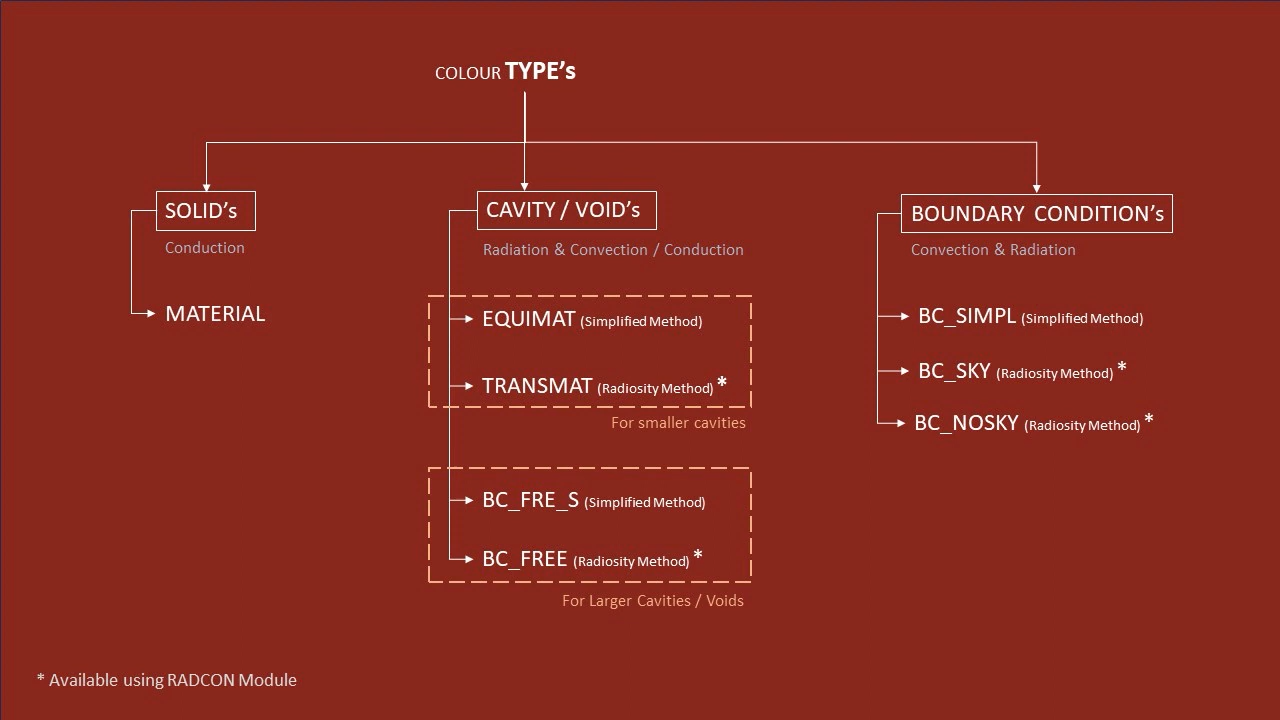 COLOUR TYPE's
SOLID's
Conduction
MATERIAL
CAVITY / VOID's
Radiation & Convection / Conduction
EQUIMAT (Simplified Method)
TRANSMAT (Radiosity Method) *
For smaller cavities
BC_FRE_S (Simplified Method)
BC_FREE (Radiosity Method) *
For Larger Cavities / Voids
BOUNDARY CONDITION's
Convection & Radiation
BC_SIMPL (Simplified Method)
BC_SKY (Radiosity Method) *
BC_NOSKY (Radiosity Method) *
* Available using RADCON Module